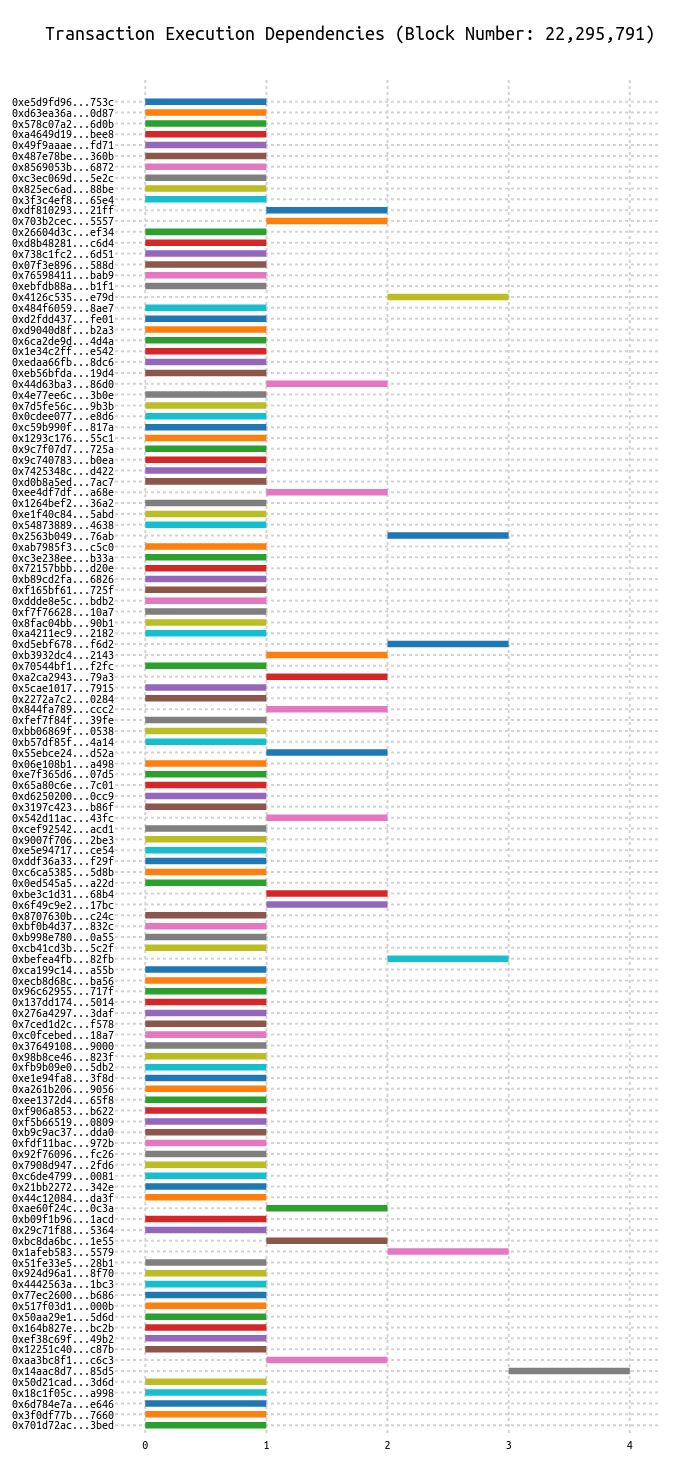 Transaction Execution Dependencies (Block Number: 22,295,791)
0xe5d9fd96...753c
0xd63ea36a...0d87
0x578c07a2...6d0b
0xa4649d19...bee8
0x49f9aaae...fd71
0x487e78be...360b
0x8569053b...6872
0xc3ec069d...5e2c
0x825ec6ad...88be
0x3f3c4ef8...65e4
0xdf810293...21ff
0x703b2cec...5557
0x26604d3c...ef34
0xd8b48281...c6d4
0x738c1fc2...6d51
0x07f3e896...588d
0x76598411...bab9
0xebfdb88a...b1f1
0x4126c535...e79d
0x484f6059...8ae7
0xd2fdd437...fe01
0xd9040d8f...b2a3
0x6ca2de9d...4d4a
0x1e34c2ff...e542
0xedaa66fb...8dc6
0xeb56bfda...19d4
0x44d63ba3...86d0
0x4e77ee6c...3b0e
0x7d5fe56c...9b3b
0x0cdee077...e8d6
0xc59b990f...817a
0x1293c176...55c1
0x9c7f07d7...725a
0x9c740783...b0ea
0x7425348c...d422
0xd0b8a5ed...7ac7
0xee4df7df...a68e
0x1264bef2...36a2
0xe1f40c84...5abd
0x54873889...4638
0x2563b049...76ab
0xab7985f3...c5c0
0xc3e238ee...b33a
0x72157bbb...d20e
0xb89cd2fa...6826
0xf165bf61...725f
0xddde8e5c...bdb2
0xf7f76628...10a7
0x8fac04bb...90b1
0xa4211ec9...2182
0xd5ebf678...f6d2
0xb3932dc4...2143
0x70544bf1...f2fc
0xa2ca2943...79a3
0x5cae1017...7915
0x2272a7c2...0284
0x844fa789...ccc2
0xfef7f84f...39fe
0xbb06869f...0538
0xb57df85f...4a14
0x55ebce24...d52a
0x06e108b1...a498
0xe7f365d6...07d5
0x65a80c6e...7c01
0xd6250200...0cc9
0x3197c423...b86f
0x542d11ac...43fc
0xcef92542...acd1
0x9007f706...2be3
0xe5e94717...ce54
0xddf36a33...f29f
0xc6ca5385...5d8b
0x0ed545a5...a22d
0xbe3c1d31...68b4
0x6f49c9e2...17bc
0x8707630b...c24c
0xbf0b4d37...832c
0xb998e780...0a55
0xcb41cd3b...5c2f
0xbefea4fb...82fb
0xca199c14...a55b
0xecb8d68c...ba56
0x96c62955...717f
0x137dd174...5014
0x276a4297...3daf
0x7ced1d2c...f578
0xc0fcebed...18a7
0x37649108...9000
0x98b8ce46...823f
0xfb9b09e0...5db2
0xe1e94fa8...3f8d
0xa261b206...9056
0xee1372d4...65f8
0xf906a853...b622
0xf5b66519...0809
0xb9c9ac37...dda0
0xfdf11bac...972b
0x92f76096...fc26
0x7908d947...2fd6
0xc6de4799...0081
0x21bb2272...342e
0x44c12084...da3f
0xae60f24c...0c3a
0xb09f1b96...1acd
0x29c71f88...5364
0xbc8da6bc...1e55
0x1afeb583...5579
0x51fe33e5...28b1
0x924d96a1...8f70
0x4442563a...1bc3
0x77ec2600...b686
0x517f03d1...000b
0x50aa29e1...5d6d
0x164b827e...bc2b
0xef38c69f...49b2
0x12251c40...c87b
0xaa3bc8f1...c6c3
0x14aac8d7...85d5
0x50d21cad...3d6d
0x18c1f05c...a998
0x6d784e7a...e646
0x3f0df77b...7660
0x701d72ac...3bed
0 1 2 3 4